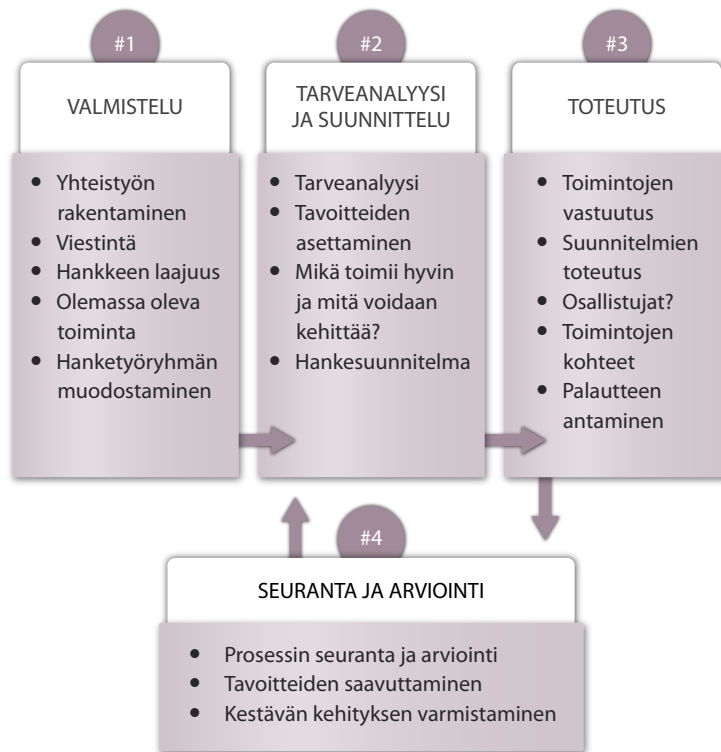 #1
VALMISTELU
• Yhteistyön
rakentaminen
• Viestintä
• Hankkeen laajuus
• Olemassa oleva
toiminta
• Hanketyöryhmän
muodostaminen
#2
TARVEANALYYSI
JA SUUNNITTELU
• Tarveanalyysi
• Tavoitteiden
asettaminen
• Mikä toimii hyvin
ja mitä voidaan
kehittää?
• Hankesuunnitelma
#3
TOTEUTUS
• Toimintojen
vastuutus
• Suunnitelmien
toteutus
• Osallistujat?
• Toimintojen
kohteet
• Palautteen
antaminen
#4
SEURANTA JA ARVIOINTI
• Prosessin seuranta ja arviointi
• Tavoitteiden saavuttaminen
• Kestävän kehityksen varmistaminen